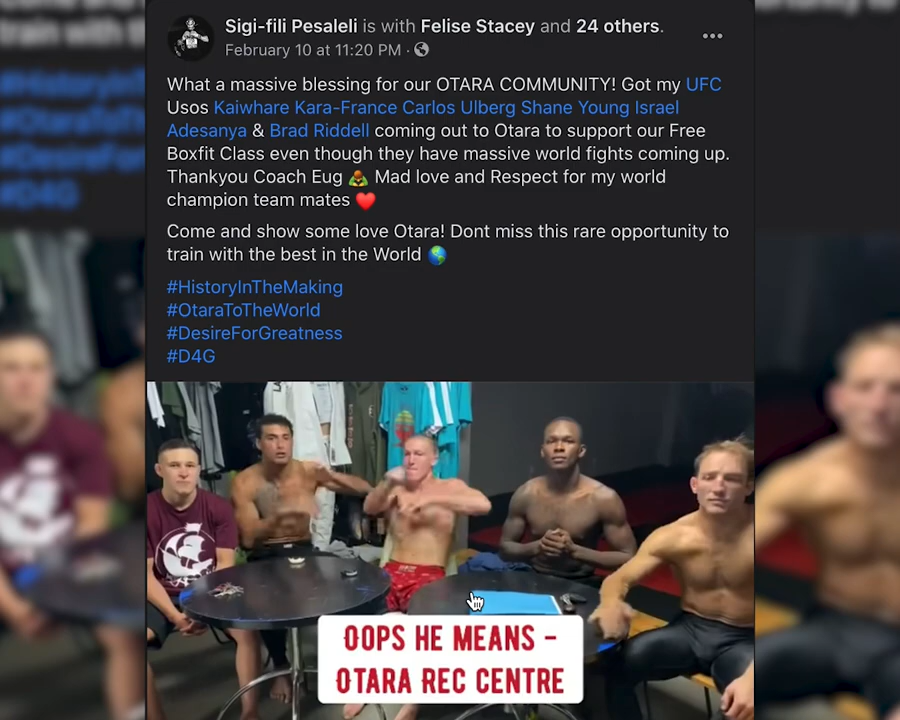 Sigi-fili Pesaleli is with Felise Stacey and 24 others.
February 10 at 11:20 PM ·
What a massive blessing for our OTARA COMMUNITY! Got my UFC
Usos Kaiwhare Kara-France Carlos Ulberg Shane Young Israel
Adesanya & Brad Riddell coming out to Otara to support our Free
Boxfit Class even though they have massive world fights coming up.
Thankyou Coach Eug 🙏 Mad love and Respect for my world
champion team mates ❤️
Come and show some love Otara! Dont miss this rare opportunity to
train with the best in the World 🌎
#HistoryInTheMaking
#OtaraToTheWorld
#DesireForGreatness
#D4G
OOPS HE MEANS -
OTARA REC CENTRE